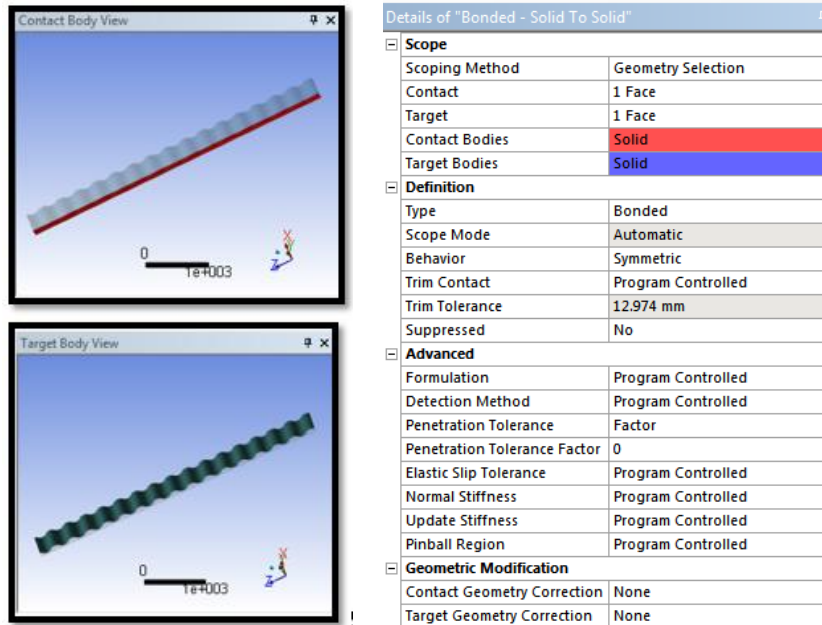 Contact Body View
0
1e+003
X
Z
Target Body View
0
1e+003
X
Z
Details of "Bonded - Solid To Solid"
Scope
Scoping Method Geometry Selection
Contact 1 Face
Target 1 Face
Contact Bodies Solid
Target Bodies Solid
Definition
Type Bonded
Scope Mode Automatic
Behavior Symmetric
Trim Contact Program Controlled
Trim Tolerance 12.974 mm
Suppressed No
Advanced
Formulation Program Controlled
Detection Method Program Controlled
Penetration Tolerance Factor
Penetration Tolerance Factor 0
Elastic Slip Tolerance Program Controlled
Normal Stiffness Program Controlled
Update Stiffness Program Controlled
Pinball Region Program Controlled
Geometric Modification
Contact Geometry Correction None
Target Geometry Correction None